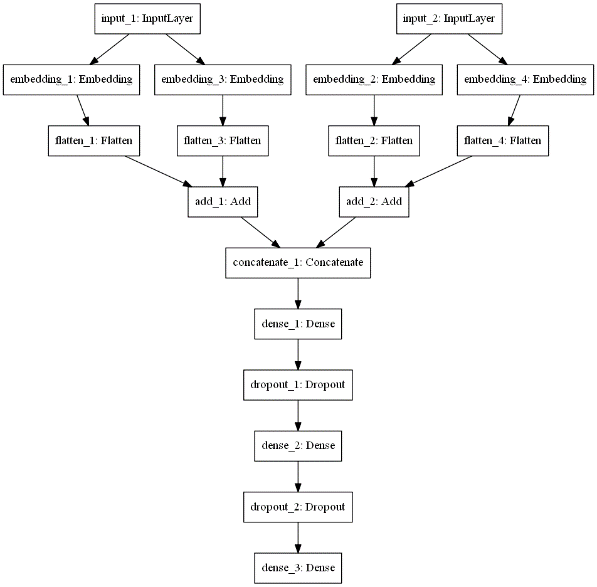 input_1: InputLayer
input_2: InputLayer
embedding_1: Embedding
embedding_3: Embedding
embedding_2: Embedding
embedding_4: Embedding
flatten_1: Flatten
flatten_3: Flatten
flatten_2: Flatten
flatten_4: Flatten
add_1: Add
add_2: Add
concatenate_1: Concatenate
dense_1: Dense
dropout_1: Dropout
dense_2: Dense
dropout_2: Dropout
dense_3: Dense